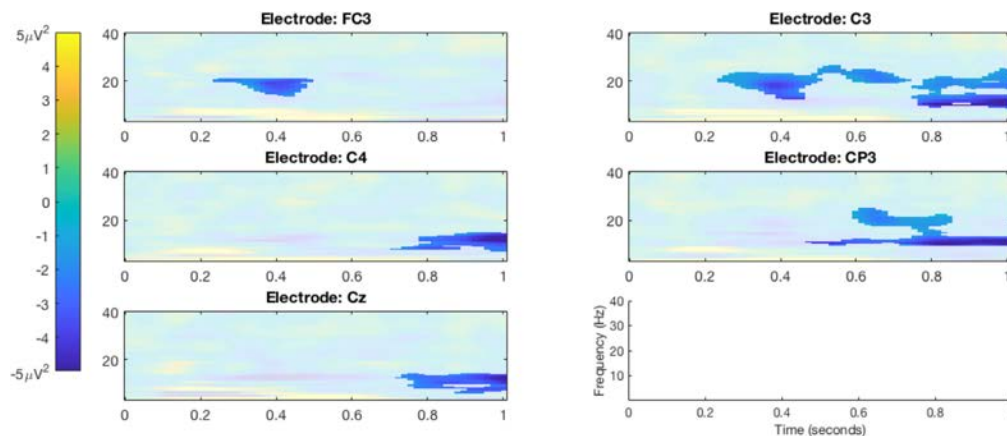 5μV²
4
3
2
1
0
-1
-2
-3
-4
-5μV²
Electrode: FC3
40
20
0 0.2 0.4 0.6 0.8 1
Electrode: C3
40
20
0 0.2 0.4 0.6 0.8 1
Electrode: C4
40
20
0 0.2 0.4 0.6 0.8 1
Electrode: CP3
40
20
0 0.2 0.4 0.6 0.8 1
Electrode: Cz
40
20
0 0.2 0.4 0.6 0.8 1
Frequency (Hz)
40
30
20
10
0 0.2 0.4 0.6 0.8 1
Time (seconds)